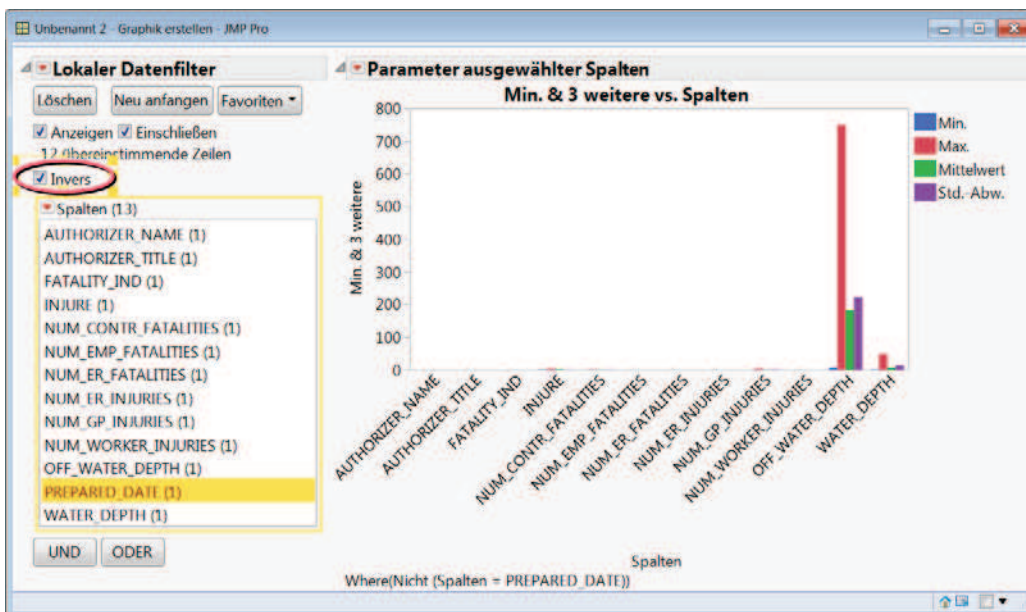 Unbenannt 2 - Graphik erstellen - JMP Pro
Lokaler Datenfilter
Löschen Neu anfangen Favoriten
Anzeigen Einschließen
12 übereinstimmende Zeilen
Invers
Spalten (13)
AUTHORIZER_NAME (1)
AUTHORIZER_TITLE (1)
FATALITY_IND (1)
INJURE (1)
NUM_CONTR_FATALITIES (1)
NUM_EMP_FATALITIES (1)
NUM_ER_FATALITIES (1)
NUM_ER_INJURIES (1)
NUM_GP_INJURIES (1)
NUM_WORKER_INJURIES (1)
OFF_WATER_DEPTH (1)
PREPARED_DATE (1)
WATER_DEPTH (1)
UND ODER
Parameter ausgewählter Spalten
Min. & 3 weitere vs. Spalten
Min. & 3 weitere
800
700
600
500
400
300
200
100
0
Min.
Max.
Mittelwert
Std.-Abw.
AUTHORIZER_NAME
AUTHORIZER_TITLE
FATALITY_IND
INJURE
NUM_CONTR_FATALITIES
NUM_EMP_FATALITIES
NUM_ER_FATALITIES
NUM_ER_INJURIES
NUM_GP_INJURIES
NUM_WORKER_INJURIES
OFF_WATER_DEPTH
WATER_DEPTH
Spalten
Where(Nicht (Spalten = PREPARED_DATE))